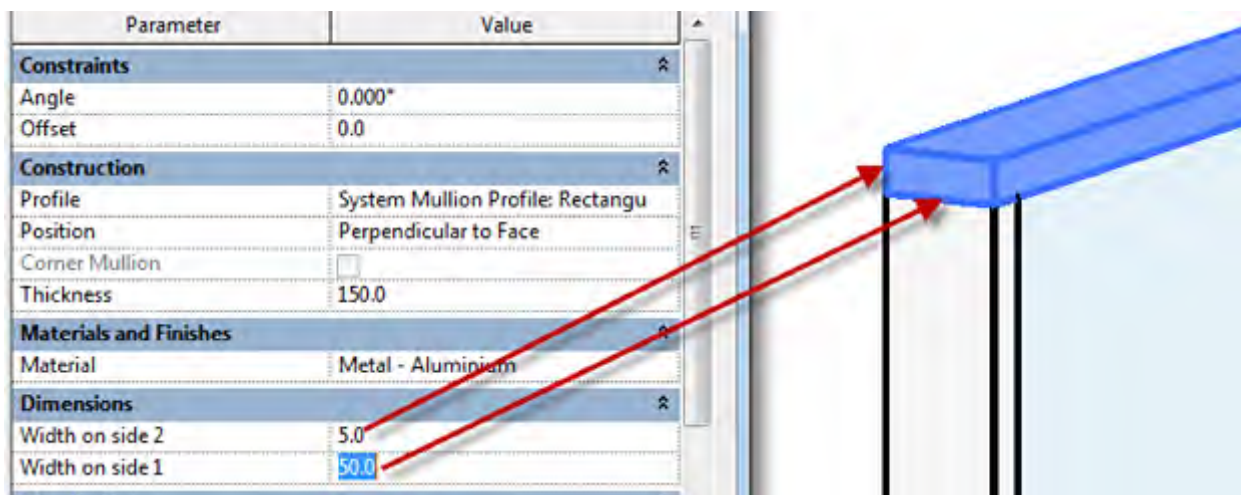 Parameter Value
Constraints
Angle 0.000°
Offset 0.0
Construction
Profile System Mullion Profile: Rectangu
Position Perpendicular to Face
Corner Mullion
Thickness 150.0
Materials and Finishes
Material Metal - Aluminium
Dimensions
Width on side 2 5.0
Width on side 1 50.0